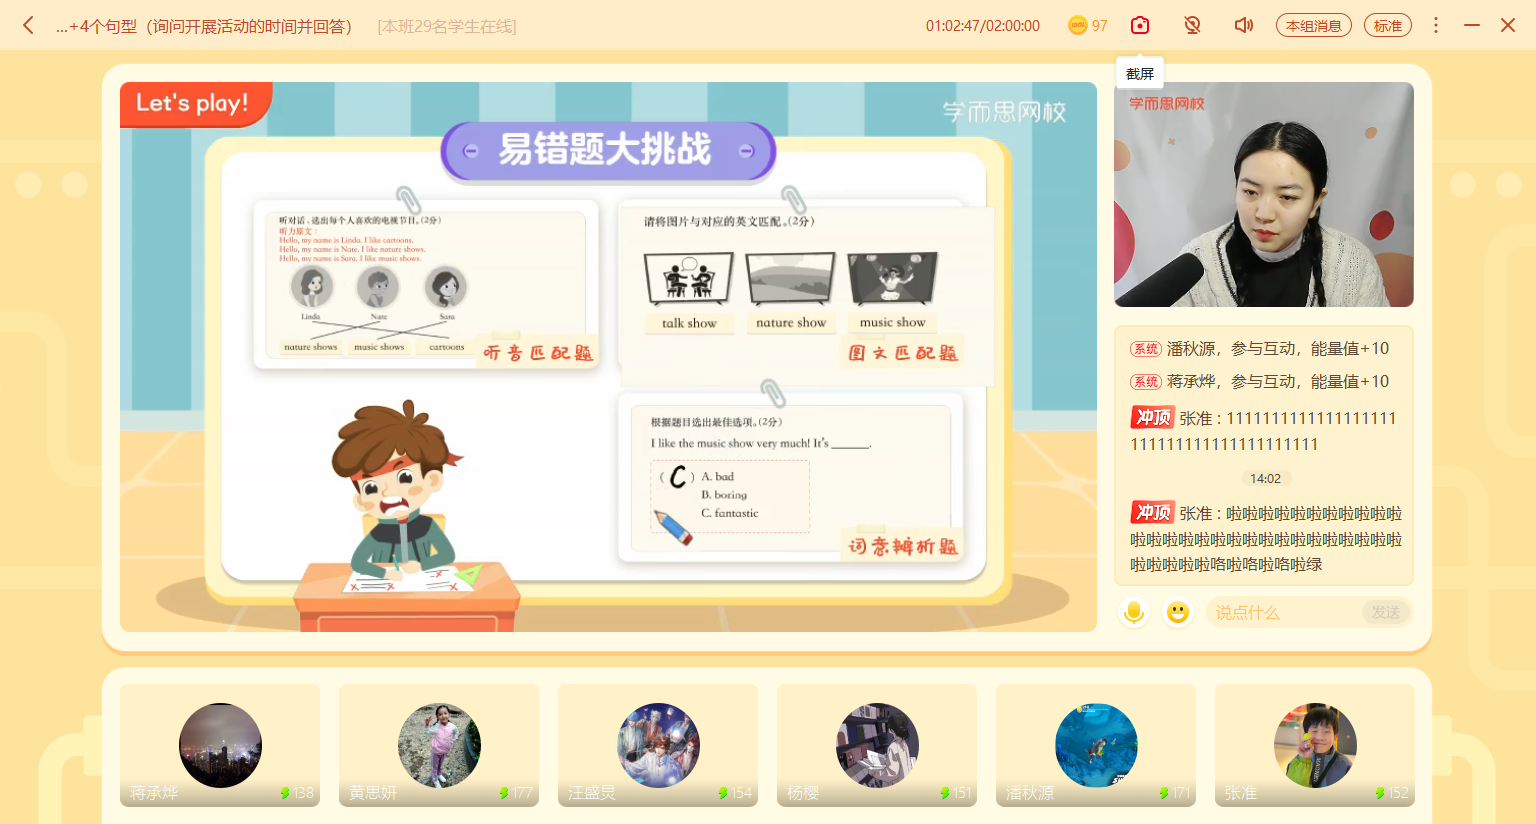 ...+4个句型（询问开展活动的时间并回答）
[本班29名学生在线]
01:02:47/02:00:00
100%
97
本组消息
标准
截屏
Let's play!
学而思网校
易错题大挑战
听对话，选出每个人喜欢的电视节目。(2分)
听力原文：
Hello, my name is Linda. I like cartoons.
Hello, my name is Nate. I like nature shows.
Hello, my name is Sara. I like music shows.
Linda
Nate
Sara
nature shows
music shows
cartoons
听音匹配题
请将图片与对应的英文匹配。(2分)
talk show
nature show
music show
图文匹配题
根据题目选出最佳选项。(2分)
I like the music show very much! It's ______.
( C ) A. bad
B. boring
C. fantastic
词意辨析题
学而思网校
系统 潘秋源，参与互动，能量值+10
系统 蒋承烨，参与互动，能量值+10
冲顶 张准 : 1111111111111111111
111111111111111111111
14:02
冲顶 张准 : 啦啦啦啦啦啦啦啦啦啦啦
啦啦啦啦啦啦啦啦啦啦啦啦啦啦啦啦啦
啦啦啦啦啦咯啦咯啦咯啦绿
说点什么
发送
蒋承烨
138
黄思妍
177
汪盛炅
154
杨樱
151
潘秋源
171
张准
152